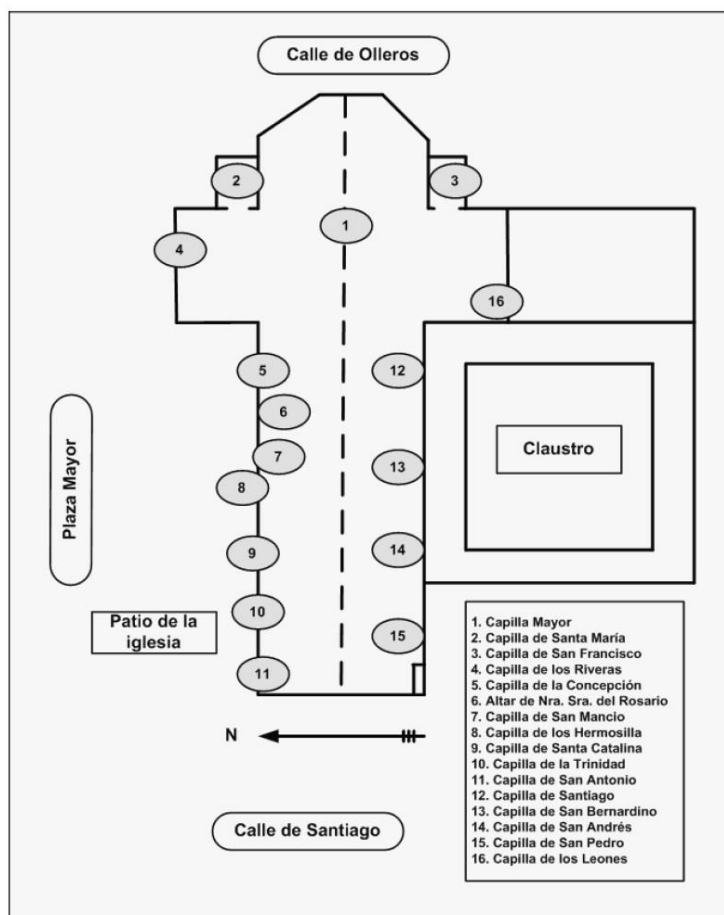 Calle de Olleros
2
3
1
4
16
5
12
6
7
13
8
Claustro
Plaza Mayor
9
14
10
Patio de la
iglesia
15
11
N
Calle de Santiago
1. Capilla Mayor
2. Capilla de Santa María
3. Capilla de San Francisco
4. Capilla de los Riveras
5. Capilla de la Concepción
6. Altar de Nra. Sra. del Rosario
7. Capilla de San Mancio
8. Capilla de los Hermosilla
9. Capilla de Santa Catalina
10. Capilla de la Trinidad
11. Capilla de San Antonio
12. Capilla de Santiago
13. Capilla de San Bernardino
14. Capilla de San Andrés
15. Capilla de San Pedro
16. Capilla de los Leones